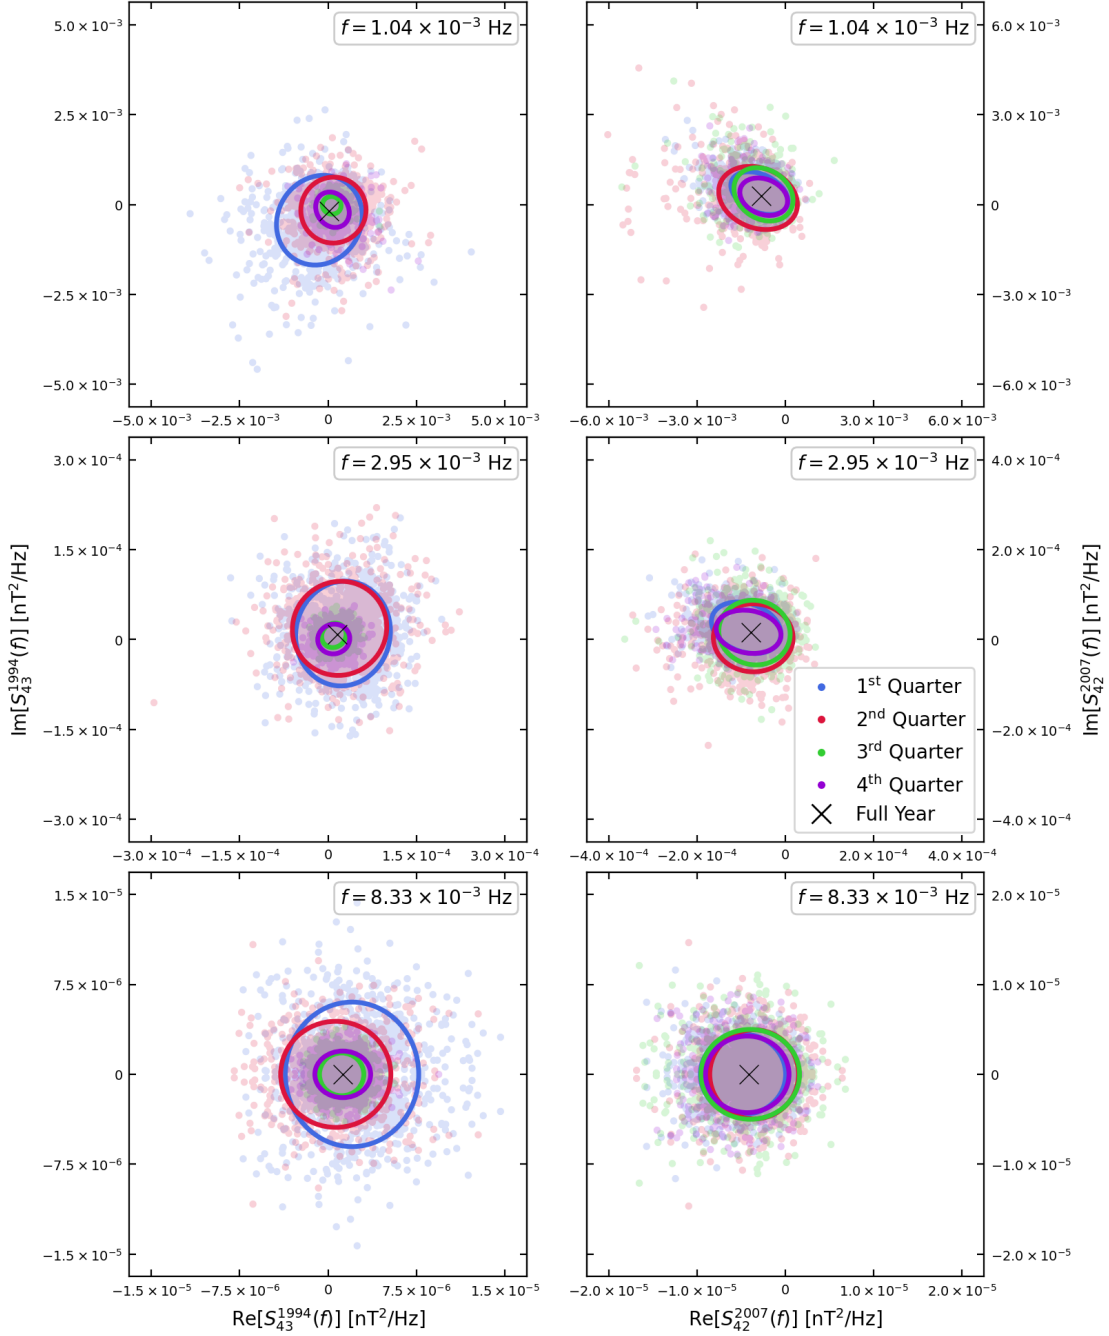 f = 1.04 × 10⁻³ Hz
5.0 × 10⁻³
2.5 × 10⁻³
0
−2.5 × 10⁻³
−5.0 × 10⁻³
−5.0 × 10⁻³ −2.5 × 10⁻³ 0 2.5 × 10⁻³ 5.0 × 10⁻³
f = 1.04 × 10⁻³ Hz
6.0 × 10⁻³
3.0 × 10⁻³
0
−3.0 × 10⁻³
−6.0 × 10⁻³
−6.0 × 10⁻³ −3.0 × 10⁻³ 0 3.0 × 10⁻³ 6.0 × 10⁻³
f = 2.95 × 10⁻³ Hz
3.0 × 10⁻⁴
1.5 × 10⁻⁴
0
−1.5 × 10⁻⁴
−3.0 × 10⁻⁴
−3.0 × 10⁻⁴ −1.5 × 10⁻⁴ 0 1.5 × 10⁻⁴ 3.0 × 10⁻⁴
Im[S₄₃¹⁹⁹⁴(f)] [nT²/Hz]
f = 2.95 × 10⁻³ Hz
4.0 × 10⁻⁴
2.0 × 10⁻⁴
0
−2.0 × 10⁻⁴
−4.0 × 10⁻⁴
1ˢᵗ Quarter
2ⁿᵈ Quarter
3ʳᵈ Quarter
4ᵗʰ Quarter
Full Year
−4.0 × 10⁻⁴ −2.0 × 10⁻⁴ 0 2.0 × 10⁻⁴ 4.0 × 10⁻⁴
Im[S₄₂²⁰⁰⁷(f)] [nT²/Hz]
f = 8.33 × 10⁻³ Hz
1.5 × 10⁻⁵
7.5 × 10⁻⁶
0
−7.5 × 10⁻⁶
−1.5 × 10⁻⁵
−1.5 × 10⁻⁵ −7.5 × 10⁻⁶ 0 7.5 × 10⁻⁶ 1.5 × 10⁻⁵
Re[S₄₃¹⁹⁹⁴(f)] [nT²/Hz]
f = 8.33 × 10⁻³ Hz
2.0 × 10⁻⁵
1.0 × 10⁻⁵
0
−1.0 × 10⁻⁵
−2.0 × 10⁻⁵
−2.0 × 10⁻⁵ −1.0 × 10⁻⁵ 0 1.0 × 10⁻⁵ 2.0 × 10⁻⁵
Re[S₄₂²⁰⁰⁷(f)] [nT²/Hz]